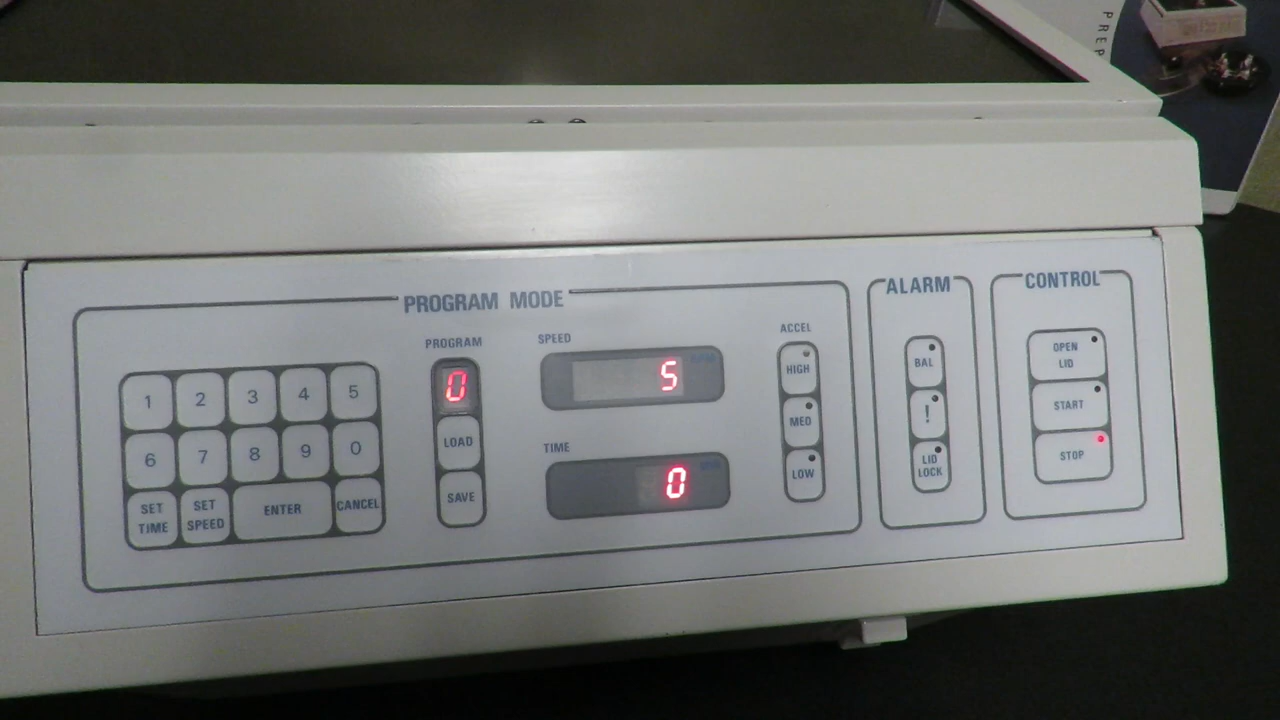 PREP
PROGRAM MODE
ALARM
CONTROL
PROGRAM
SPEED
ACCEL
0
5
RPM
TIME
0
1 2 3 4 5
6 7 8 9 0
SET TIME
SET SPEED
ENTER
CANCEL
LOAD
SAVE
HIGH
MED
LOW
BAL
!
LID
LOCK
OPEN
LID
START
STOP